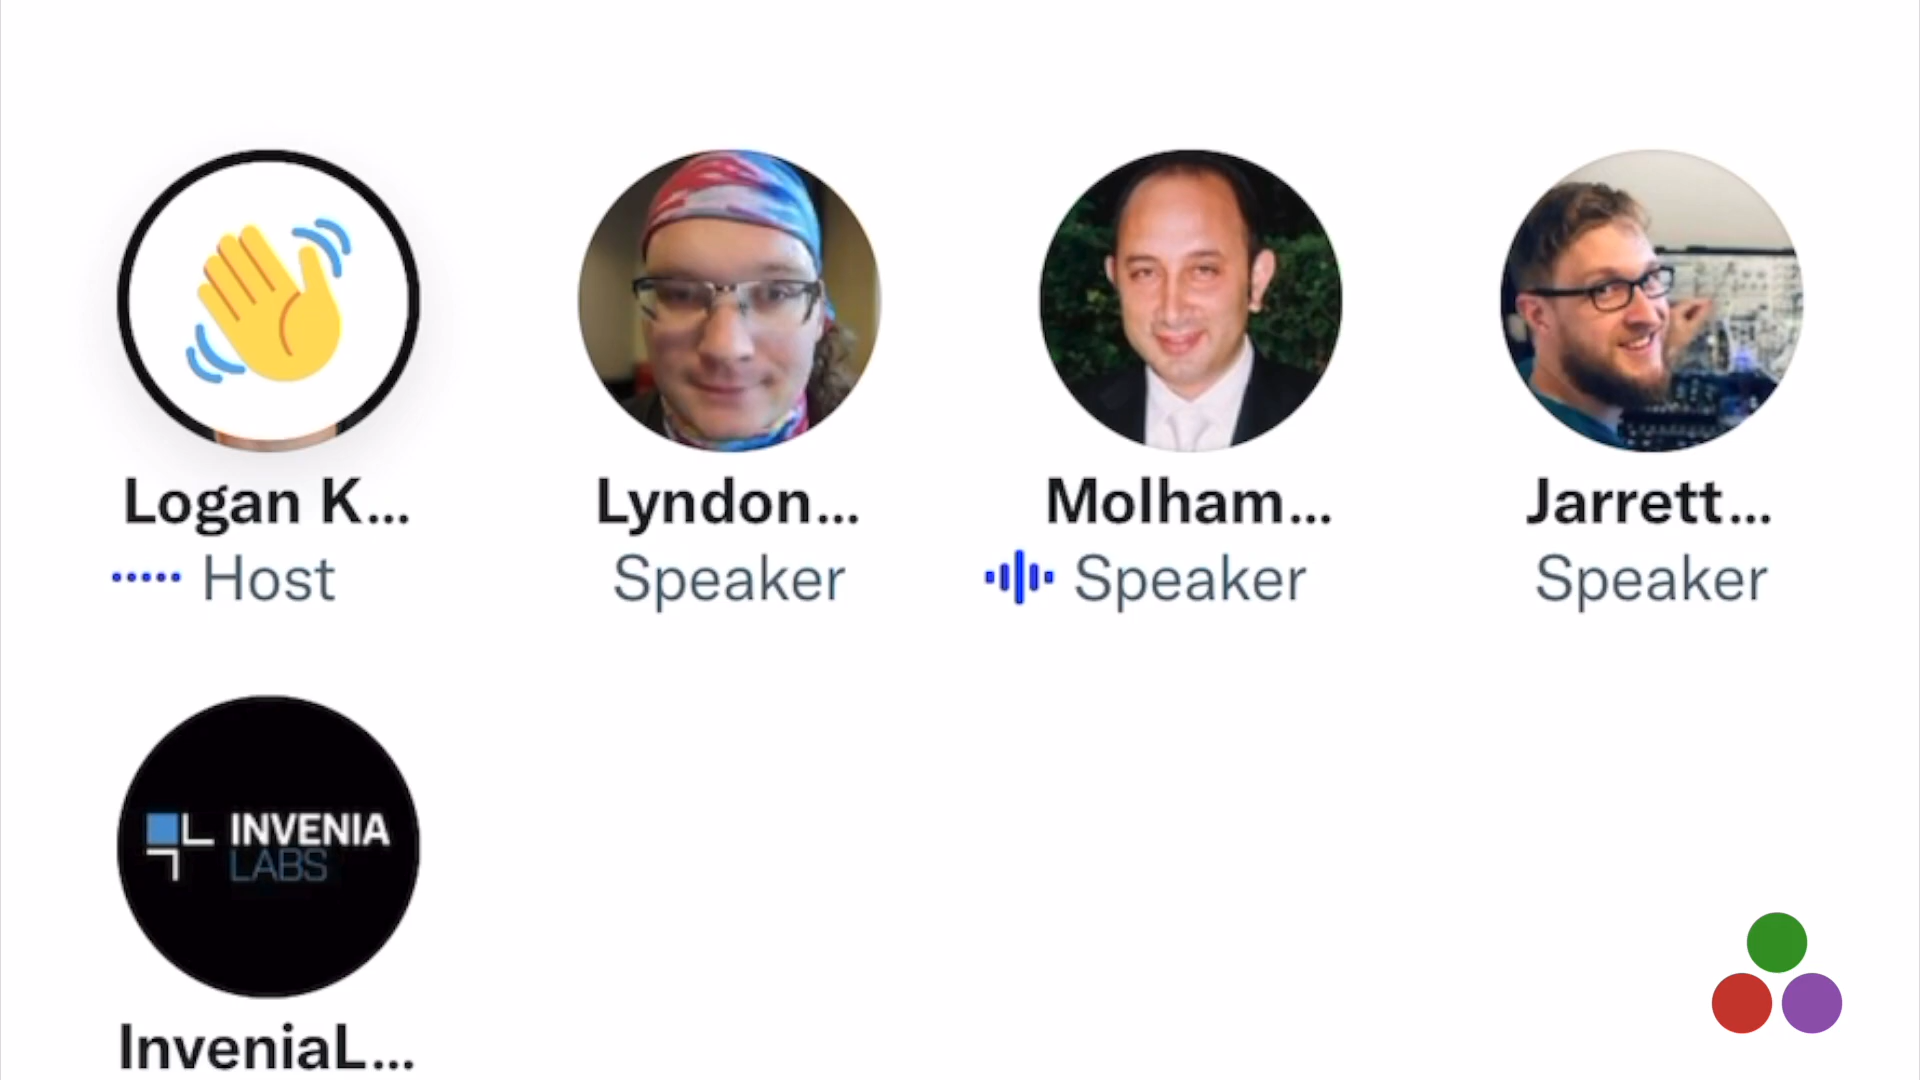 Logan K...
Host
Lyndon...
Speaker
Molham...
Speaker
Jarrett...
Speaker
INVENIA
LABS
InveniaL...